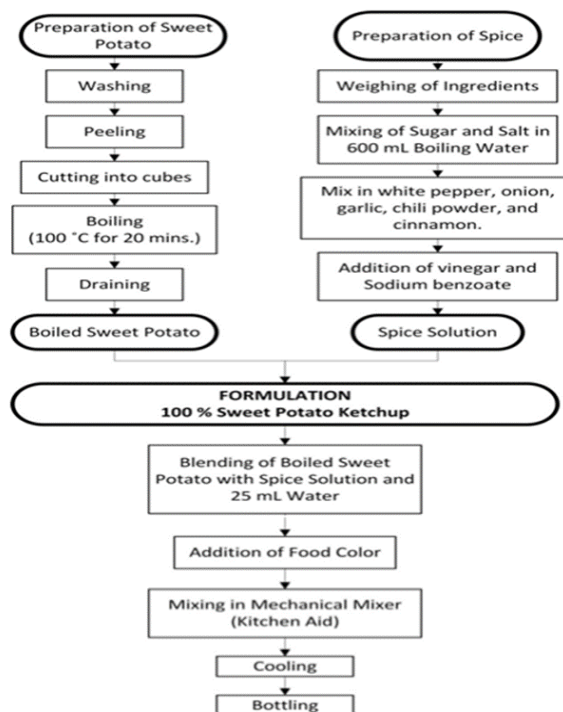 Preparation of Sweet
Potato
Washing
Peeling
Cutting into cubes
Boiling
(100 ˚C for 20 mins.)
Draining
Boiled Sweet Potato
Preparation of Spice
Weighing of Ingredients
Mixing of Sugar and Salt in
600 mL Boiling Water
Mix in white pepper, onion,
garlic, chili powder, and
cinnamon.
Addition of vinegar and
Sodium benzoate
Spice Solution
FORMULATION
100 % Sweet Potato Ketchup
Blending of Boiled Sweet
Potato with Spice Solution and
25 mL Water
Addition of Food Color
Mixing in Mechanical Mixer
(Kitchen Aid)
Cooling
Bottling